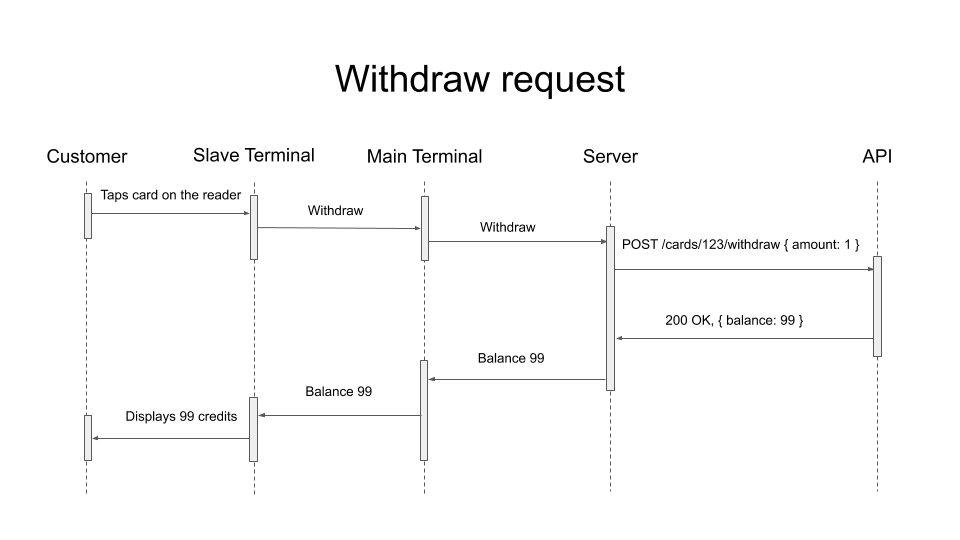 Withdraw request
Customer
Slave Terminal
Main Terminal
Server
API
Taps card on the reader
Withdraw
Withdraw
POST /cards/123/withdraw { amount: 1 }
200 OK, { balance: 99 }
Balance 99
Balance 99
Displays 99 credits